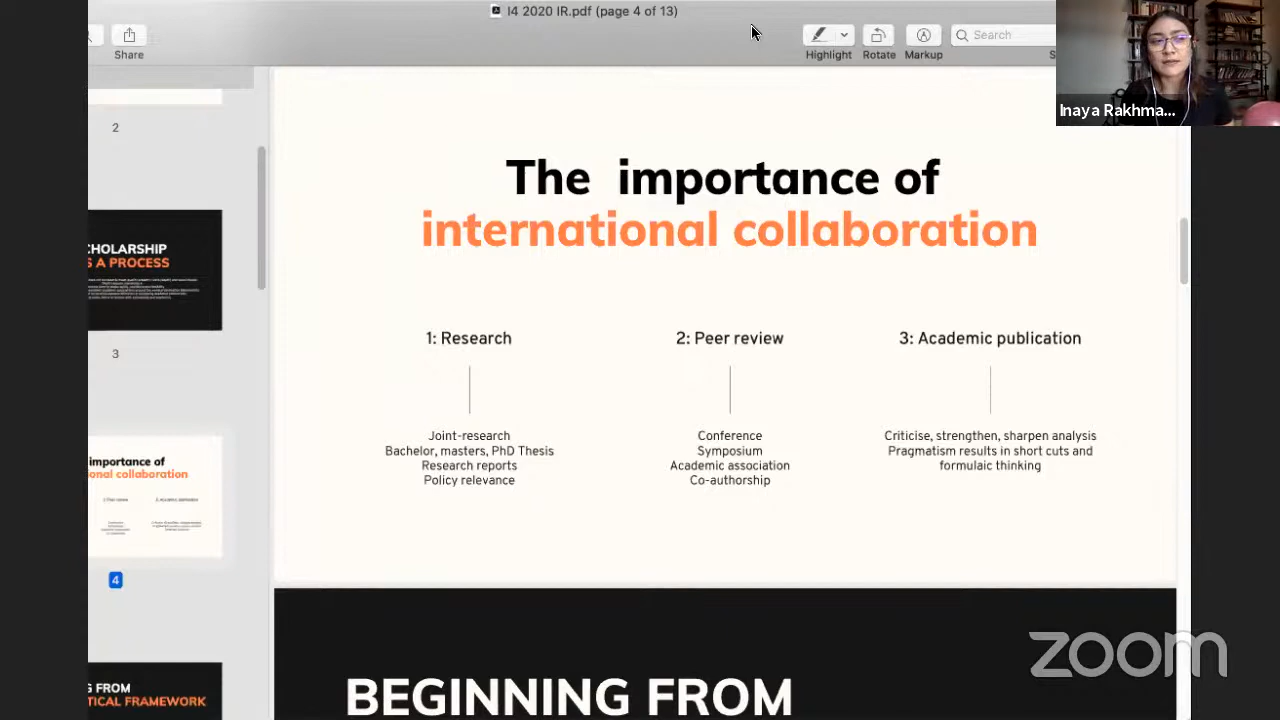 I4 2020 IR.pdf (page 4 of 13)
Share
Highlight
Rotate
Markup
Search
Inaya Rakhma...
2
CHOLARSHIP
S A PROCESS
3
importance of
onal collaboration
4
G FROM
TICAL FRAMEWORK
The importance of
international collaboration
1: Research
Joint-research
Bachelor, masters, PhD Thesis
Research reports
Policy relevance
2: Peer review
Conference
Symposium
Academic association
Co-authorship
3: Academic publication
Criticise, strengthen, sharpen analysis
Pragmatism results in short cuts and
formulaic thinking
BEGINNING FROM
zoom